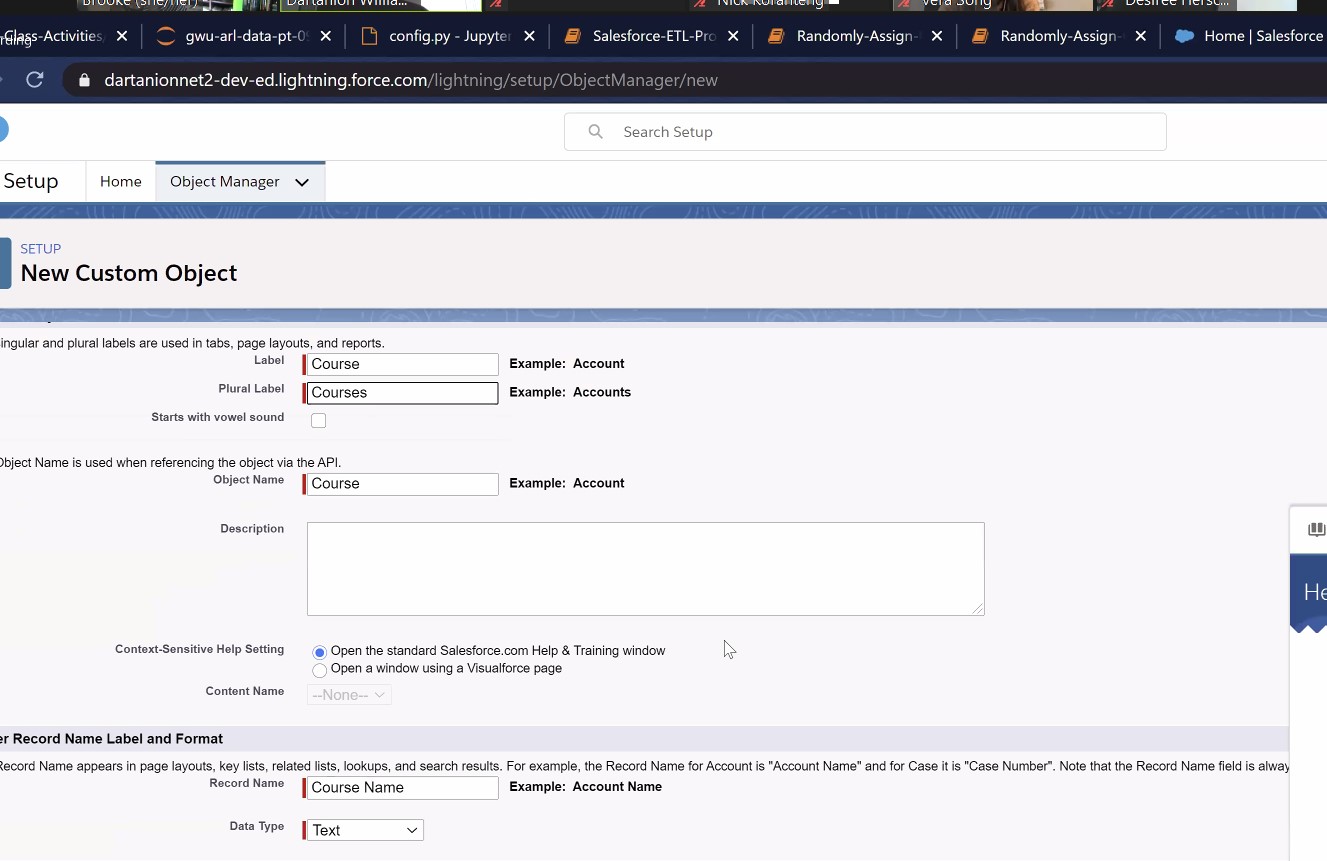 Brooke (she/her)
Dartanion Willia...
Nick Koranteng
Vera Song
Desiree Hersc...
Class-Activities
gwu-arl-data-pt-09
config.py - Jupyter
Salesforce-ETL-Pro
Randomly-Assign-
Randomly-Assign-
Home | Salesforce
dartanionnet2-dev-ed.lightning.force.com/lightning/setup/ObjectManager/new
Search Setup
Setup
Home
Object Manager
SETUP
New Custom Object
ingular and plural labels are used in tabs, page layouts, and reports.
Label
Course
Example: Account
Plural Label
Courses
Example: Accounts
Starts with vowel sound
Object Name is used when referencing the object via the API.
Object Name
Course
Example: Account
Description
Context-Sensitive Help Setting
Open the standard Salesforce.com Help & Training window
Open a window using a Visualforce page
Content Name
--None--
He
er Record Name Label and Format
Record Name appears in page layouts, key lists, related lists, lookups, and search results. For example, the Record Name for Account is "Account Name" and for Case it is "Case Number". Note that the Record Name field is alway
Record Name
Course Name
Example: Account Name
Data Type
Text